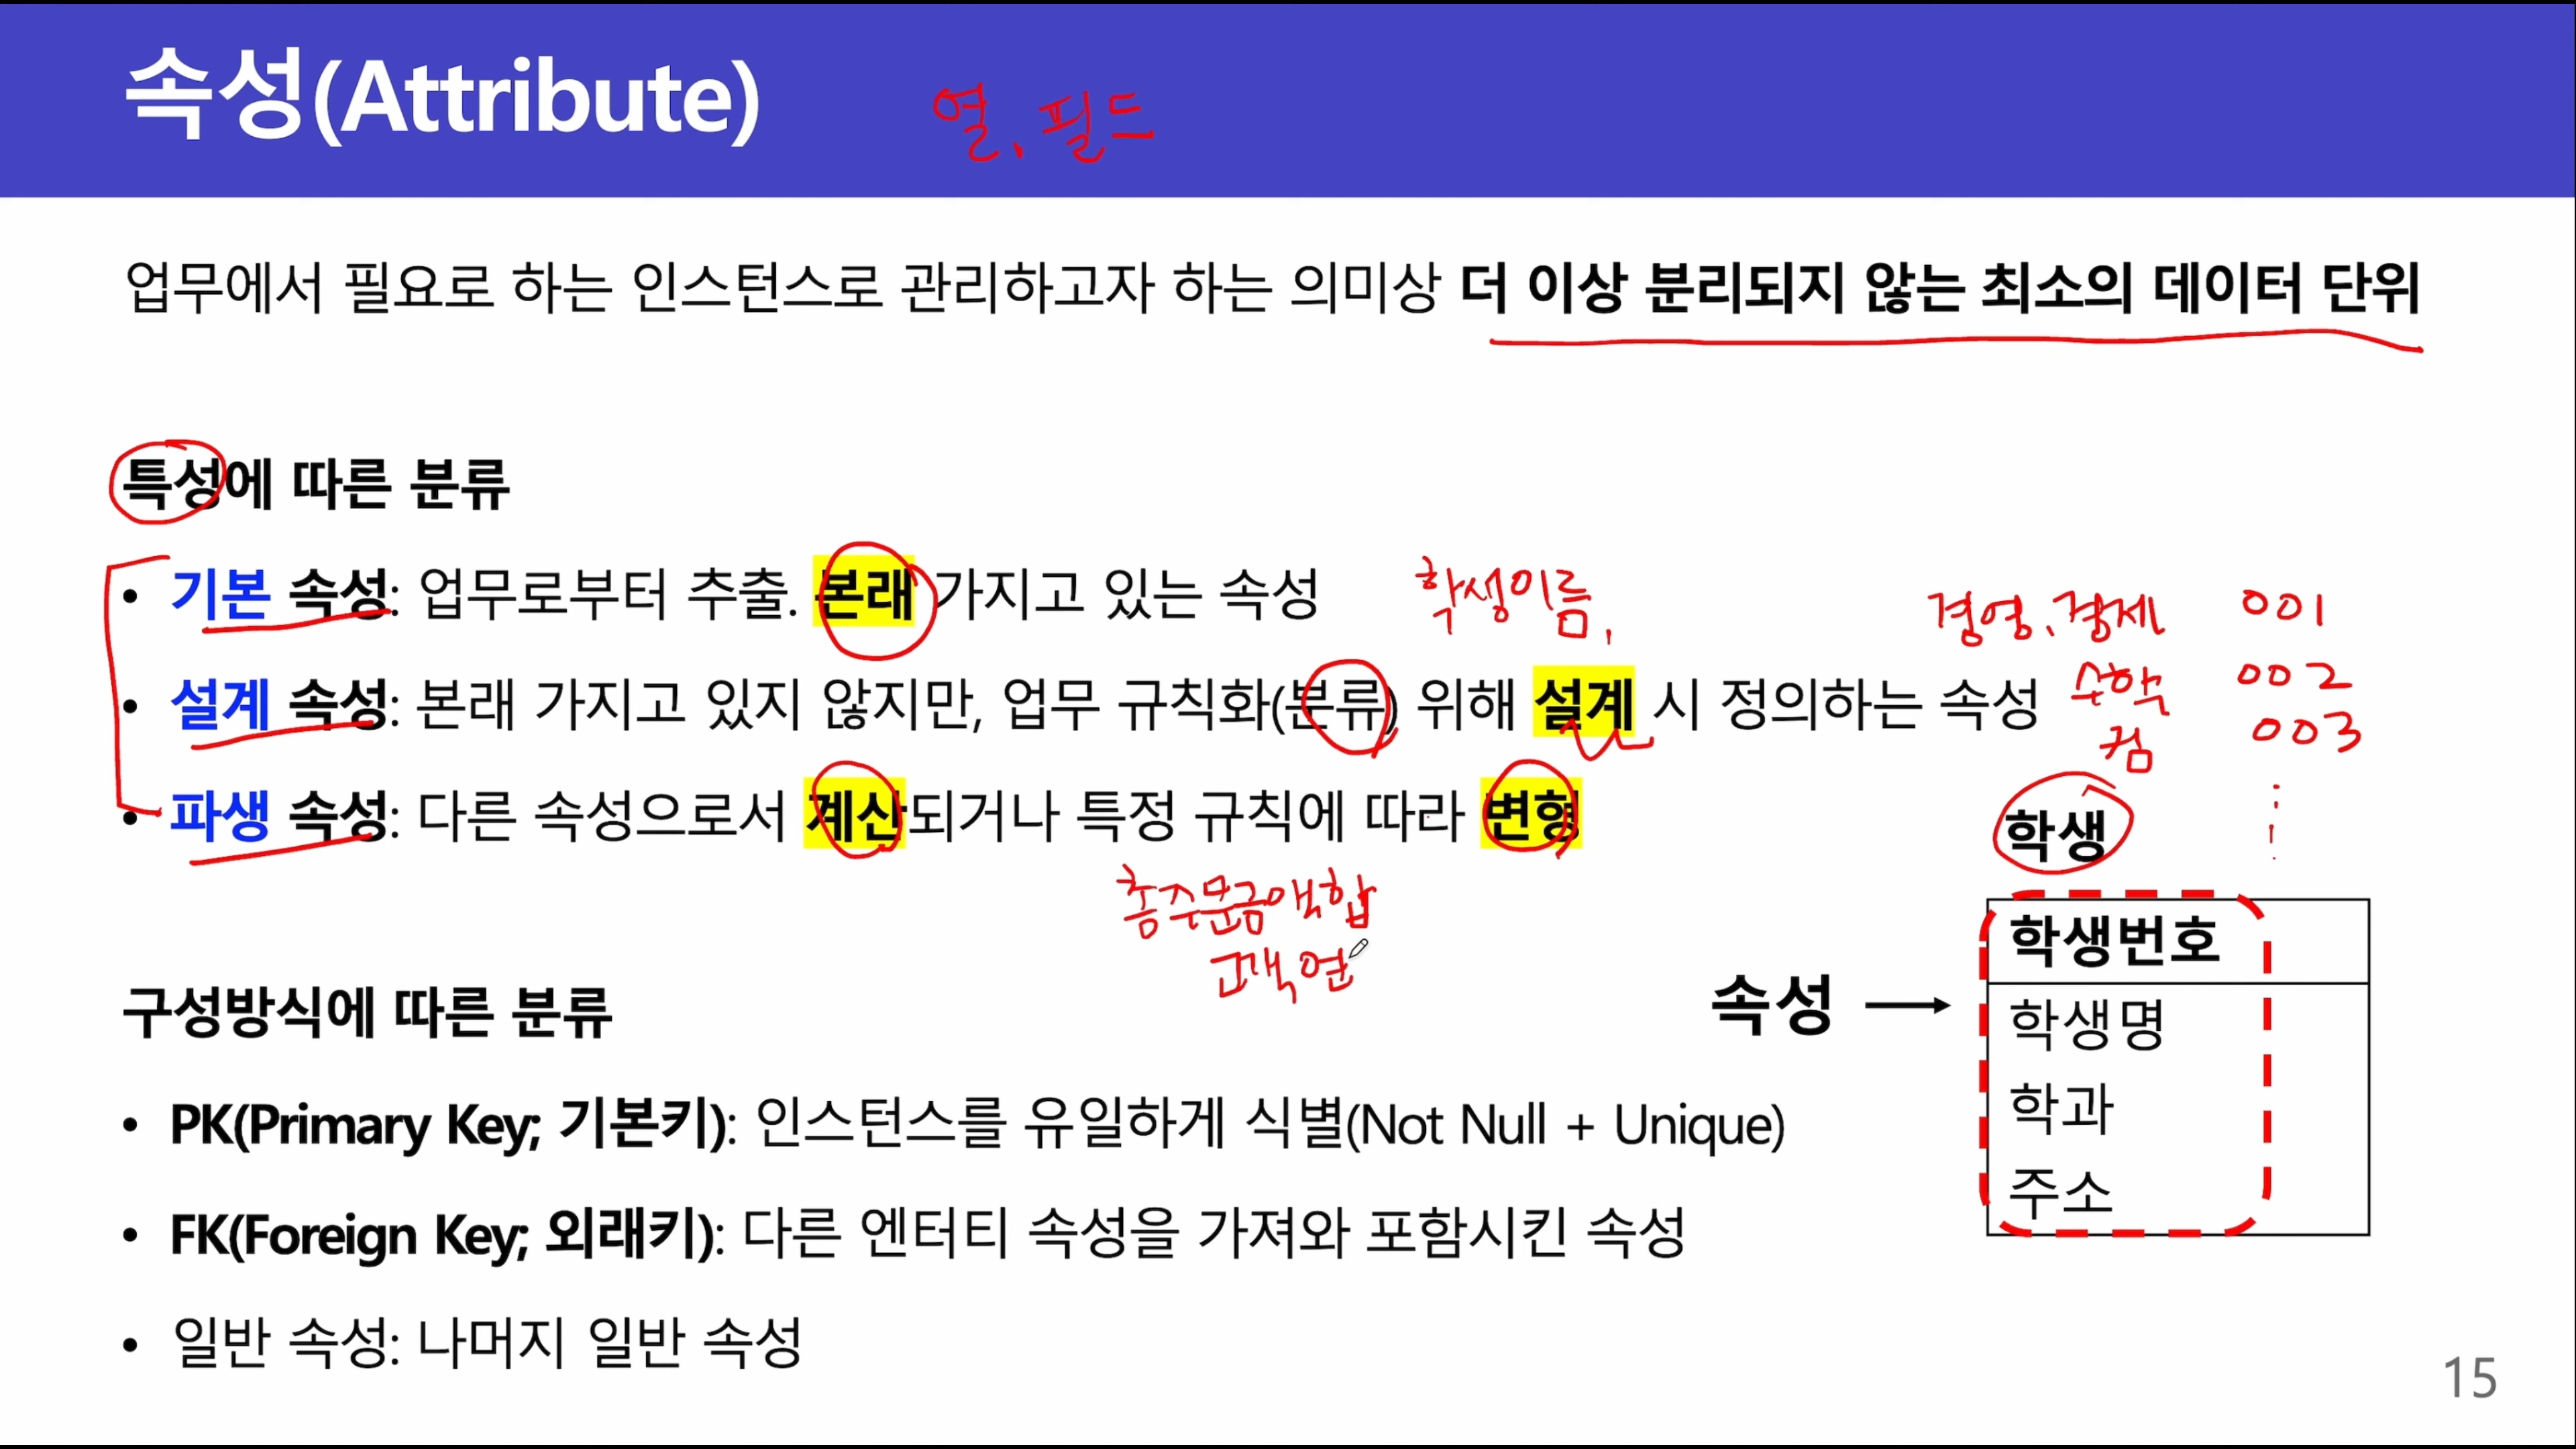 속성(Attribute)
열, 필드
업무에서 필요로 하는 인스턴스로 관리하고자 하는 의미상 더 이상 분리되지 않는 최소의 데이터 단위
특성에 따른 분류
• 기본 속성: 업무로부터 추출. 본래 가지고 있는 속성
학생이름,
경영、경제 001
• 설계 속성: 본래 가지고 있지 않지만, 업무 규칙화(분류) 위해 설계 시 정의하는 속성
수학 002
컴 003
• 파생 속성: 다른 속성으로서 계산되거나 특정 규칙에 따라 변형
총주문금액합
고객 연
학생
학생번호
학생명
학과
주소
속성
구성방식에 따른 분류
• PK(Primary Key; 기본키): 인스턴스를 유일하게 식별(Not Null + Unique)
• FK(Foreign Key; 외래키): 다른 엔터티 속성을 가져와 포함시킨 속성
• 일반 속성: 나머지 일반 속성
15